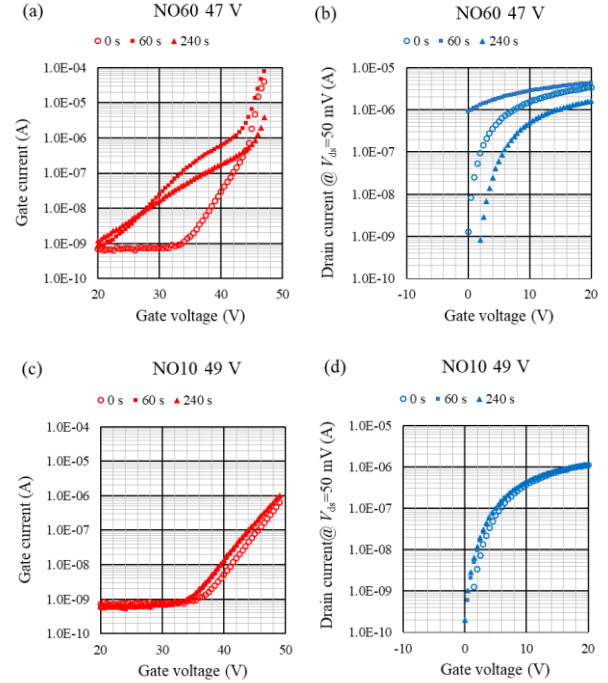 (a) NO60 47 V
0 s 60 s 240 s
1.0E-04
1.0E-05
1.0E-06
1.0E-07
1.0E-08
1.0E-09
1.0E-10
Gate current (A)
20 30 40 50
Gate voltage (V)
(b) NO60 47 V
0 s 60 s 240 s
1.0E-05
1.0E-06
1.0E-07
1.0E-08
1.0E-09
1.0E-10
Drain current @ Vds=50 mV (A)
-10 0 10 20
Gate voltage (V)
(c) NO10 49 V
0 s 60 s 240 s
1.0E-04
1.0E-05
1.0E-06
1.0E-07
1.0E-08
1.0E-09
1.0E-10
Gate current (A)
20 30 40 50
Gate voltage (V)
(d) NO10 49 V
0 s 60 s 240 s
1.0E-05
1.0E-06
1.0E-07
1.0E-08
1.0E-09
1.0E-10
Drain current@ Vds=50 mV (A)
-10 0 10 20
Gate voltage (V)